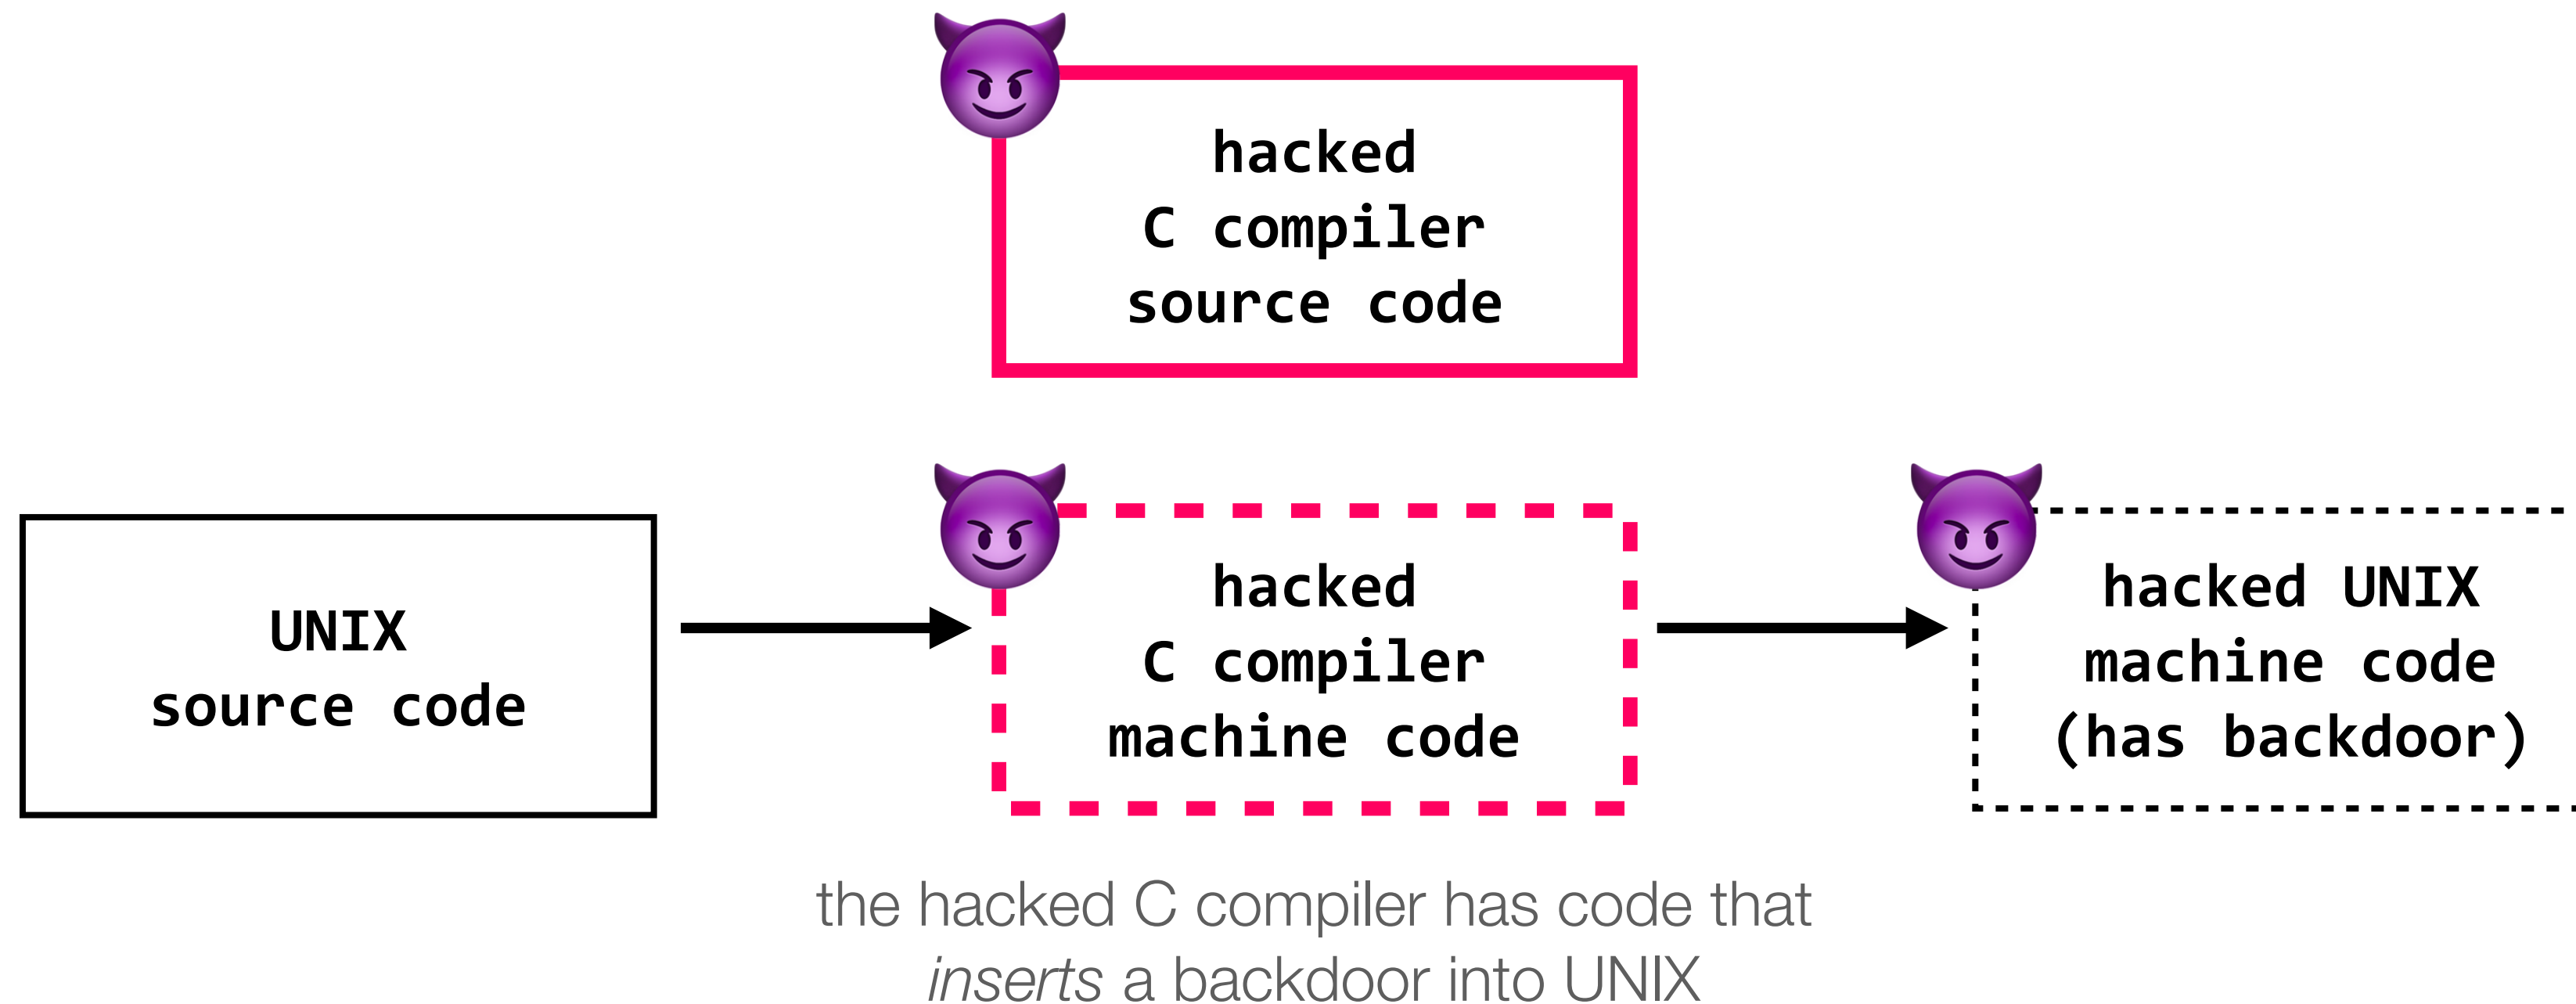 hacked
C compiler
source code
UNIX
source code
hacked
C compiler
machine code
hacked UNIX
machine code
(has backdoor)
the hacked C compiler has code that
inserts a backdoor into UNIX